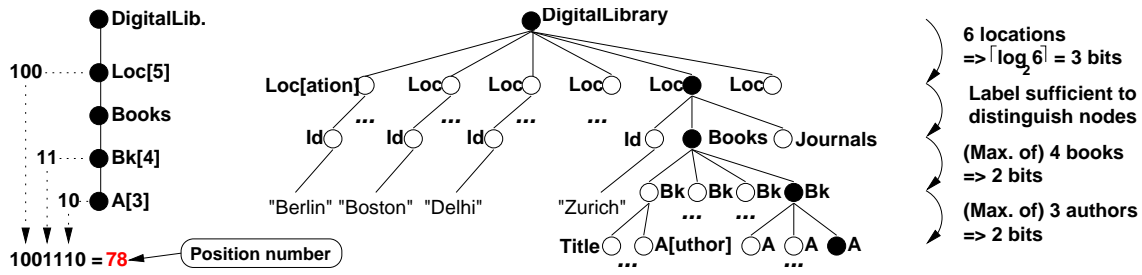 DigitalLib.
100 Loc[5]
Books
11 Bk[4]
10 A[3]
1001110 = 78
Position number
DigitalLibrary
Loc[ation] Loc Loc Loc Loc Loc
... ... ... ...
Id Id Id Id Books Journals
"Berlin" "Boston" "Delhi" "Zurich" Bk Bk Bk Bk
... ...
Title A[uthor] A A A
... ...
6 locations
=> ⌈log₂6⌉ = 3 bits
Label sufficient to
distinguish nodes
(Max. of) 4 books
=> 2 bits
(Max. of) 3 authors
=> 2 bits